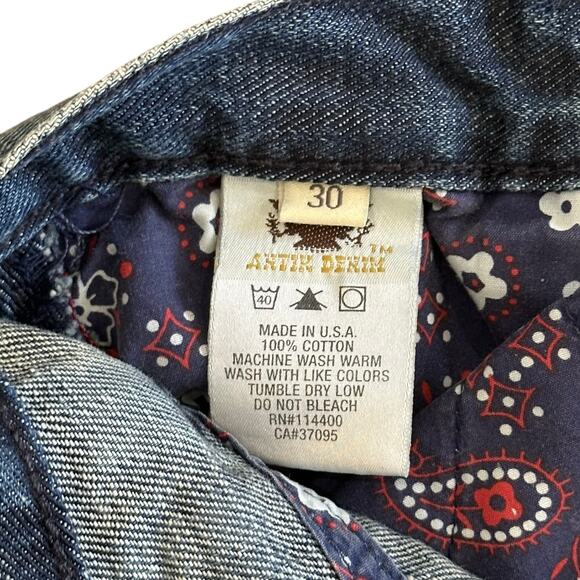 30
ANTIK DENIM™
40
MADE IN U.S.A.
100% COTTON
MACHINE WASH WARM
WASH WITH LIKE COLORS
TUMBLE DRY LOW
DO NOT BLEACH
RN#114400
CA#37095